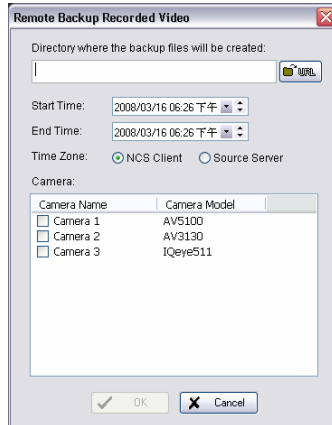 Remote Backup Recorded Video
Directory where the backup files will be created:
URL
Start Time: 2008/03/16 06:26 下午
End Time: 2008/03/16 06:26 下午
Time Zone: NCS Client Source Server
Camera:
Camera Name Camera Model
Camera 1 AV5100
Camera 2 AV3130
Camera 3 IQeye511
OK Cancel